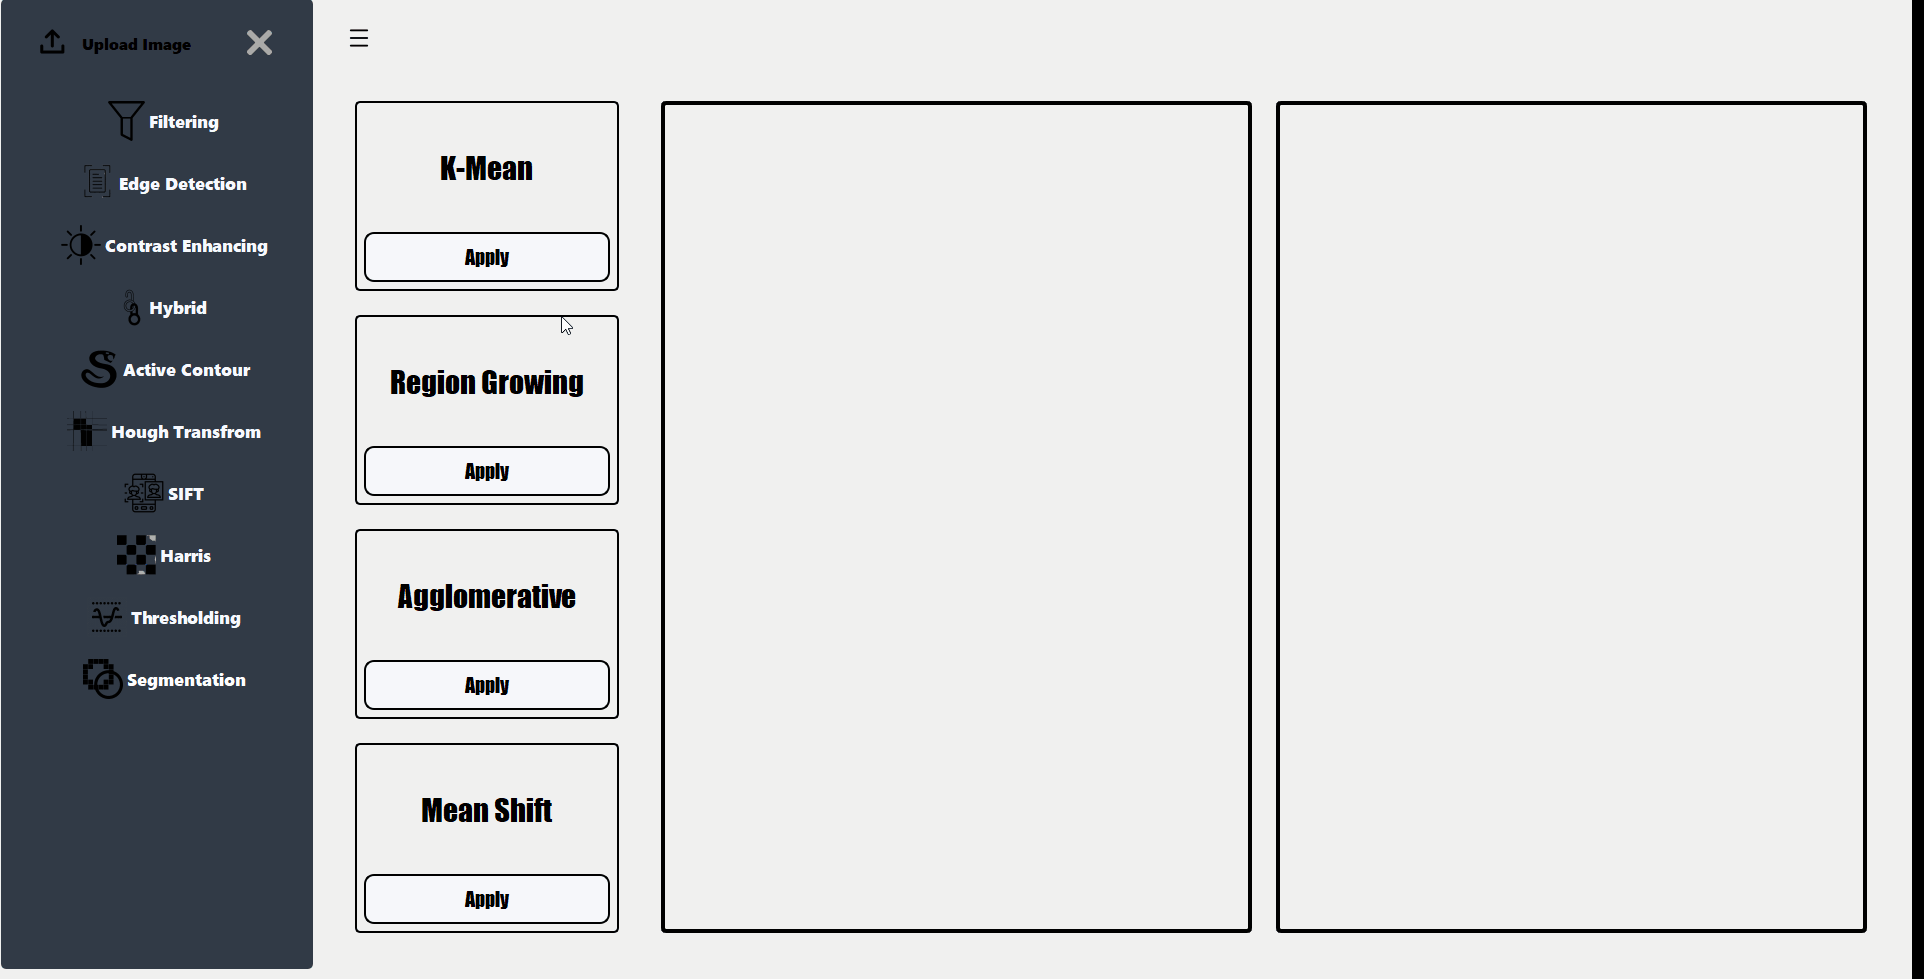 Upload Image
Filtering
Edge Detection
Contrast Enhancing
Hybrid
Active Contour
Hough Transfrom
SIFT
Harris
Thresholding
Segmentation
K-Mean
Apply
Region Growing
Apply
Agglomerative
Apply
Mean Shift
Apply